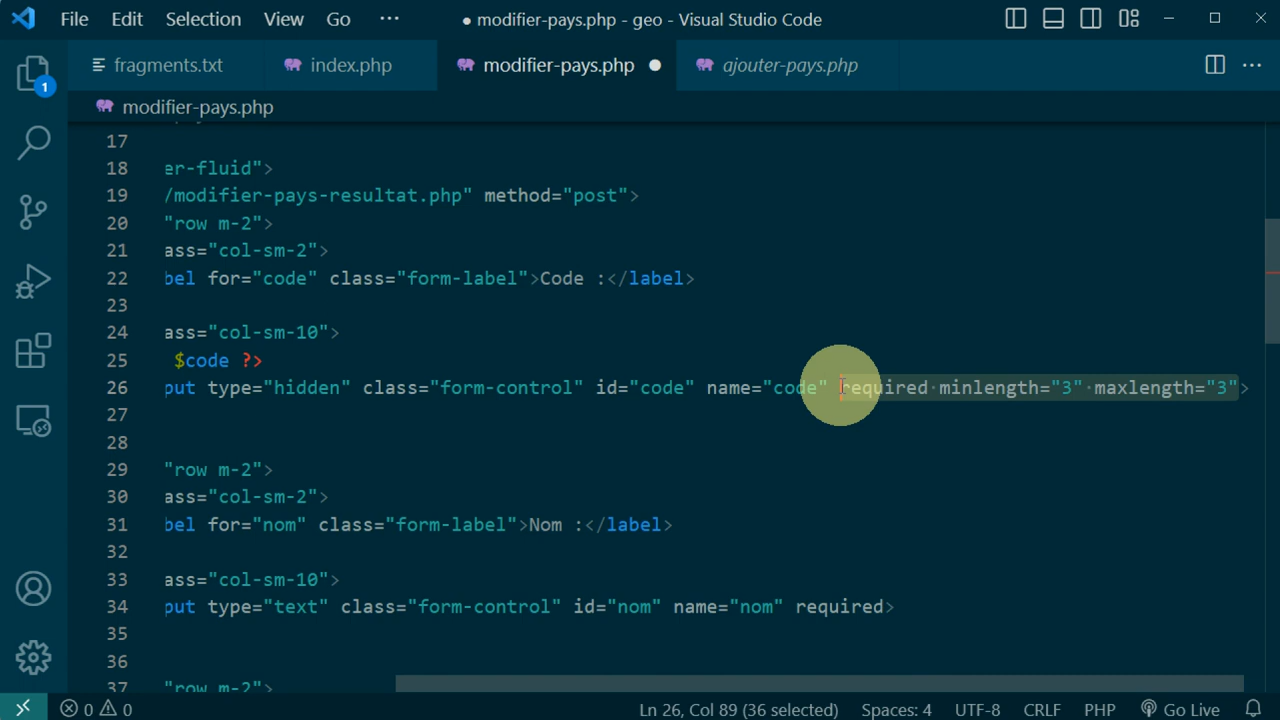 File Edit Selection View Go ··· ● modifier-pays.php - geo - Visual Studio Code
fragments.txt index.php modifier-pays.php ajouter-pays.php ···
1
modifier-pays.php
17
18 er-fluid">
19 /modifier-pays-resultat.php" method="post">
20 "row m-2">
21 ass="col-sm-2">
22 bel for="code" class="form-label">Code :</label>
23
24 ass="col-sm-10">
25 $code ?>
26 put type="hidden" class="form-control" id="code" name="code" required minlength="3" maxlength="3">
27
28
29 "row m-2">
30 ass="col-sm-2">
31 bel for="nom" class="form-label">Nom :</label>
32
33 ass="col-sm-10">
34 put type="text" class="form-control" id="nom" name="nom" required>
35
36
37 "row m-2">
0 0 Ln 26, Col 89 (36 selected) Spaces: 4 UTF-8 CRLF PHP Go Live